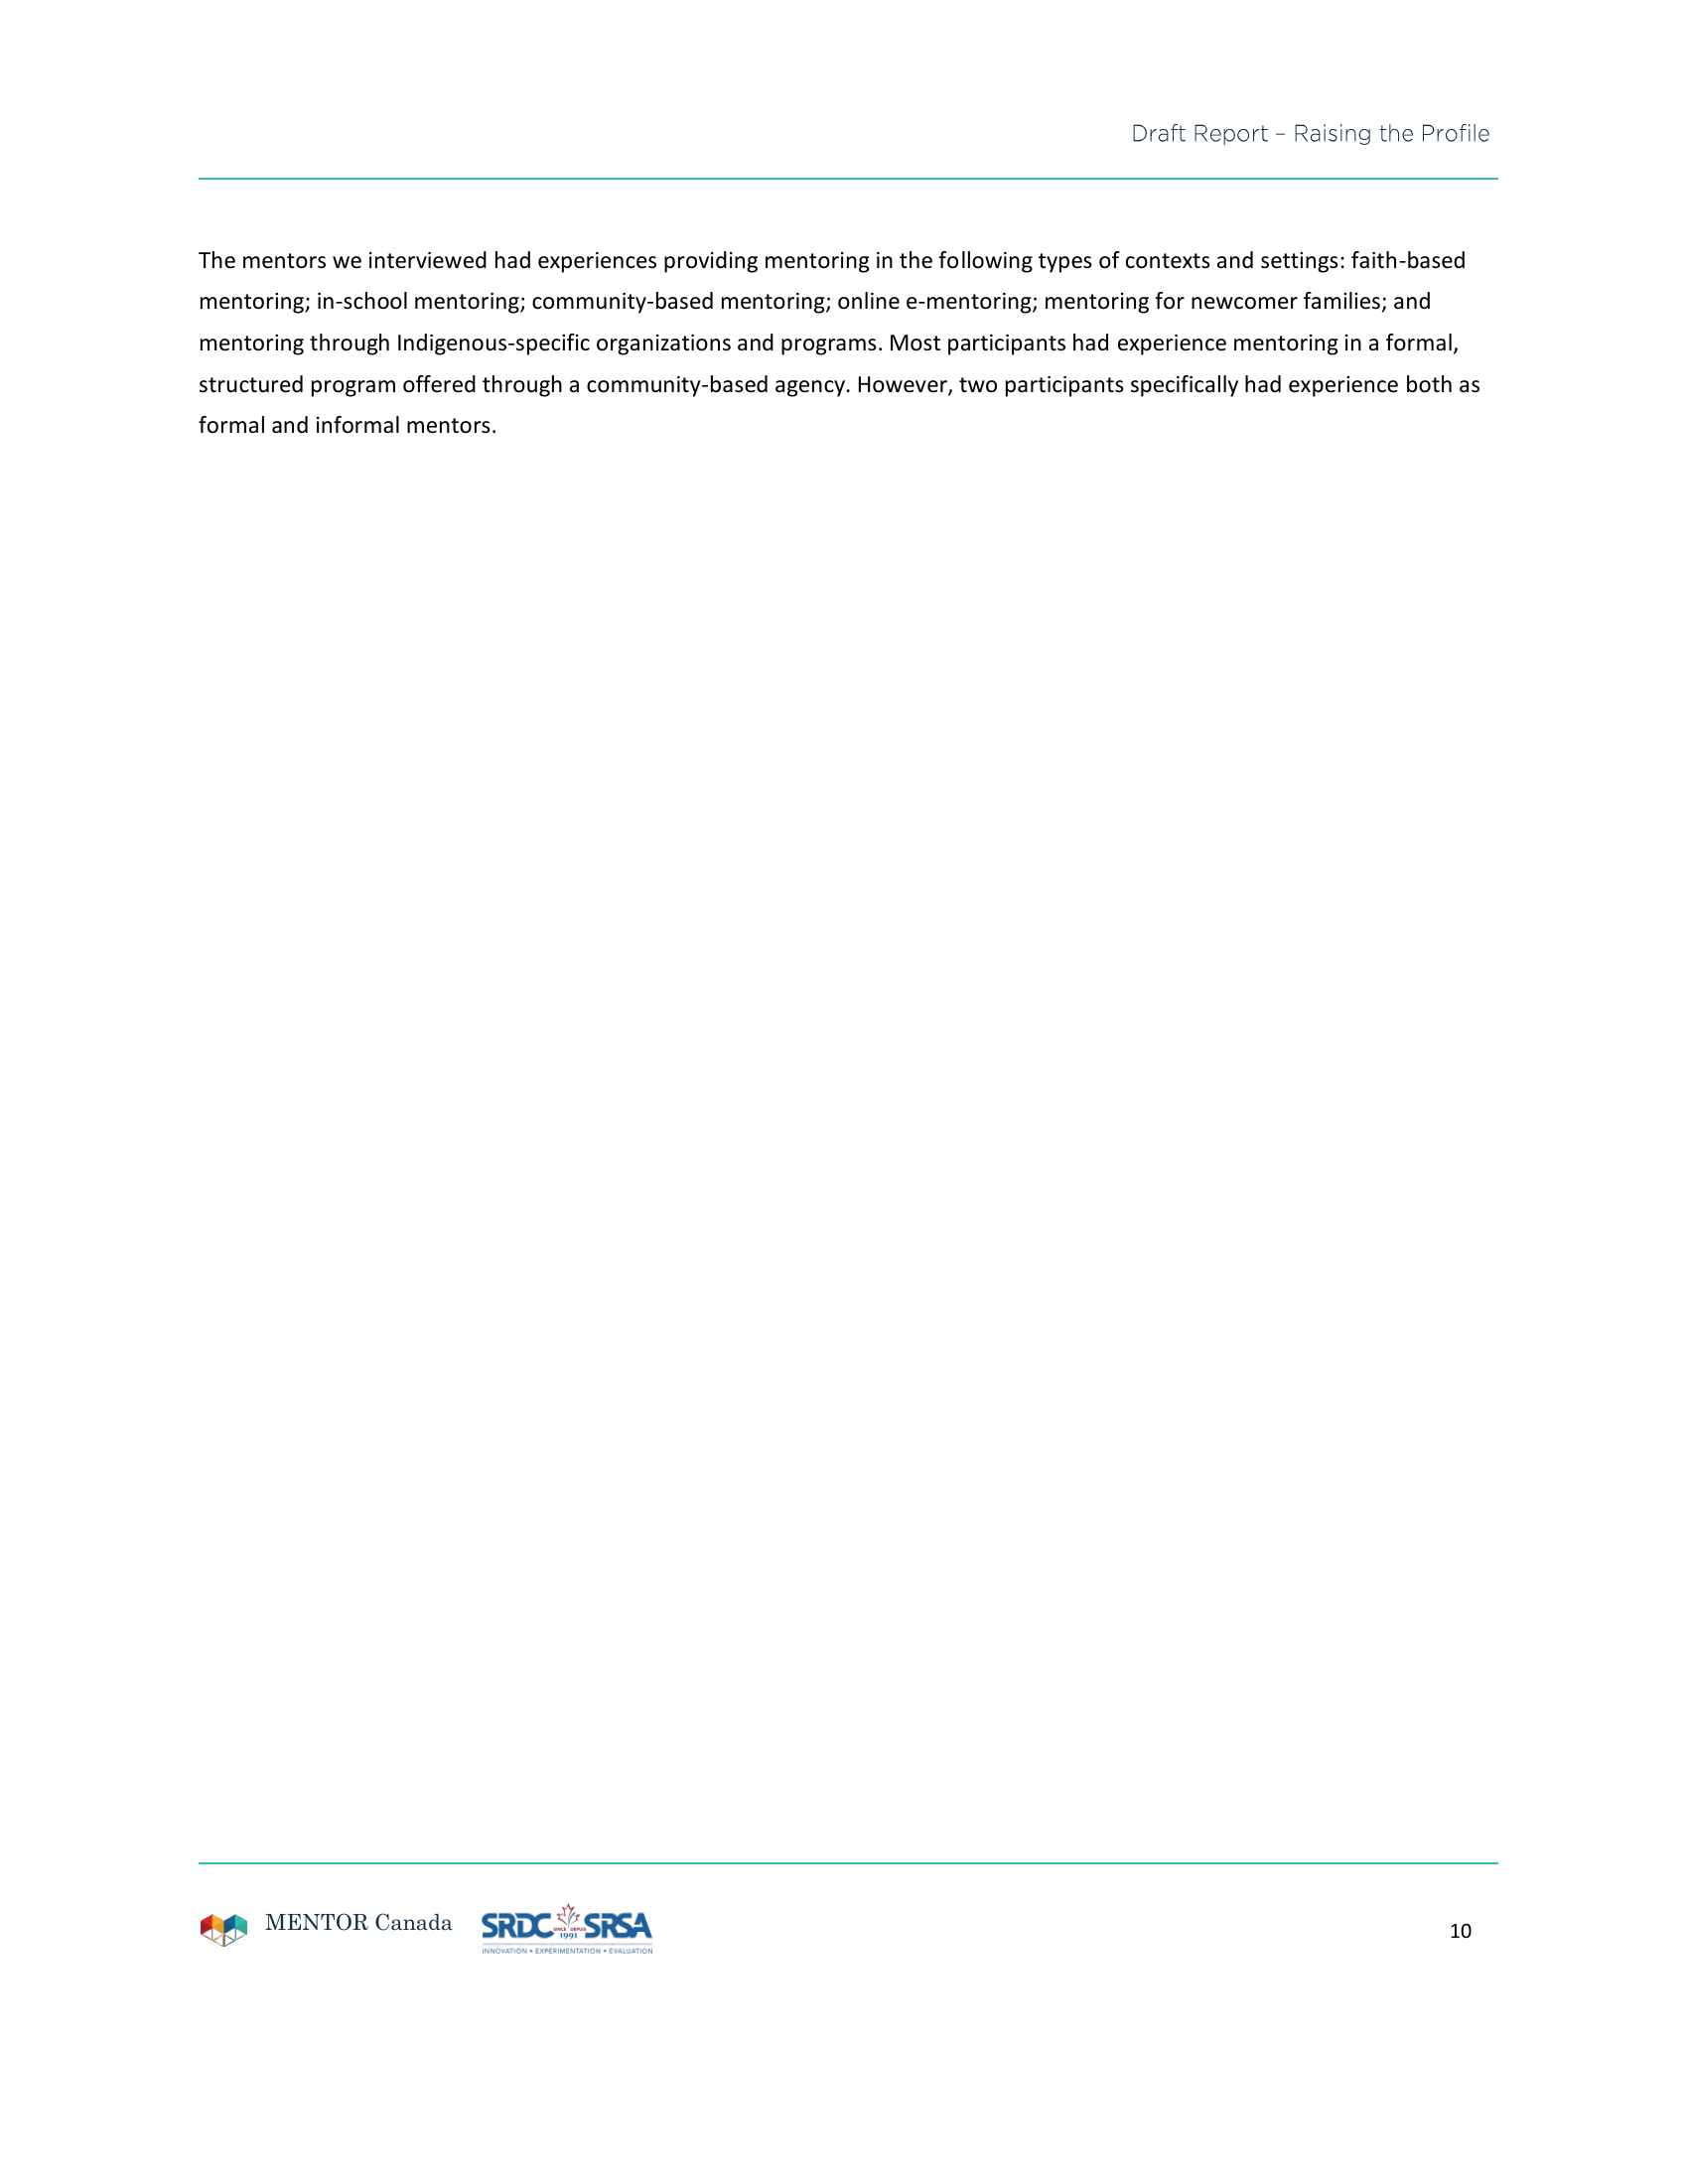 Draft Report – Raising the Profile
The mentors we interviewed had experiences providing mentoring in the following types of contexts and settings: faith-based
mentoring; in-school mentoring; community-based mentoring; online e-mentoring; mentoring for newcomer families; and
mentoring through Indigenous-specific organizations and programs. Most participants had experience mentoring in a formal,
structured program offered through a community-based agency. However, two participants specifically had experience both as
formal and informal mentors.
MENTOR Canada
SRDC SINCE DEPUIS 1991 SRSA
INNOVATION • EXPERIMENTATION • EVALUATION
10